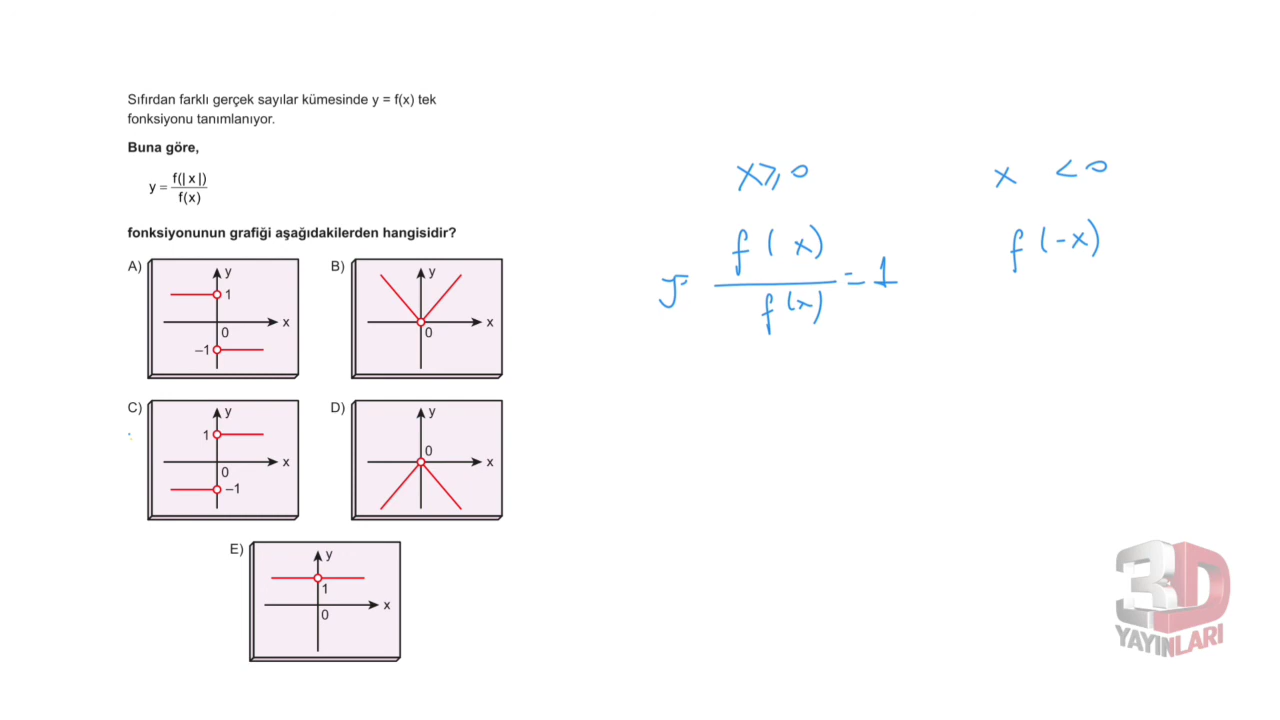 Sıfırdan farklı gerçek sayılar kümesinde y = f(x) tek
fonksiyonu tanımlanıyor.
Buna göre,
y = f(| x |) / f(x)
fonksiyonunun grafiği aşağıdakilerden hangisidir?
A)
y
1
0
x
–1
B)
y
0
x
C)
y
1
0
x
–1
D)
y
0
x
E)
y
1
0
x
x ⩾ 0
f(x)
y = ――― = 1
f(x)
x < 0
f(-x)
3D
YAYINLARI